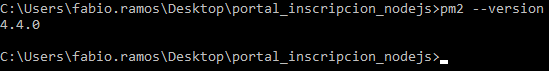 C:\Users\fabio.ramos\Desktop\portal_inscripcion_nodejs>pm2 --version
4.4.0
C:\Users\fabio.ramos\Desktop\portal_inscripcion_nodejs>